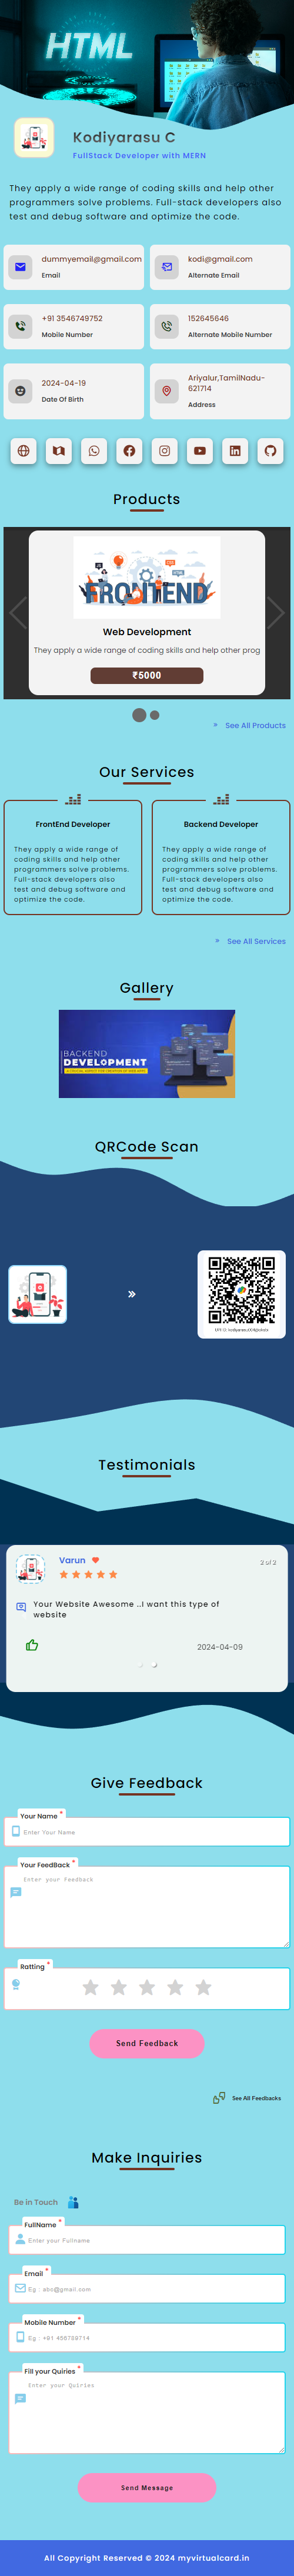 HTML
Kodiyarasu C
FullStack Developer with MERN
They apply a wide range of coding skills and help other
programmers solve problems. Full-stack developers also
test and debug software and optimize the code.
dummyemail@gmail.com
Email
kodi@gmail.com
Alternate Email
+91 3546749752
Mobile Number
152645646
Alternate Mobile Number
2024-04-19
Date Of Birth
Ariyalur,TamilNadu-
621714
Address
Products
FRONTEND
Web Development
They apply a wide range of coding skills and help other prog
₹5000
» See All Products
Our Services
FrontEnd Developer
They apply a wide range of
coding skills and help other
programmers solve problems.
Full-stack developers also
test and debug software and
optimize the code.
Backend Developer
They apply a wide range of
coding skills and help other
programmers solve problems.
Full-stack developers also
test and debug software and
optimize the code.
» See All Services
Gallery
BACKEND
DEVELOPMENT
QRCode Scan
»
Testimonials
Varun
2 of 2
Your Website Awesome ..I want this type of
website
2024-04-09
Give Feedback
Your Name *
Enter Your Name
Your FeedBack *
Enter your Feedback
Ratting *
Send Feedback
See All Feedbacks
Make Inquiries
Be in Touch
FullName *
Enter your Fullname
Email *
Eg : abc@gmail.com
Mobile Number *
Eg : +91 456789714
Fill your Quiries *
Enter your Quiries
Send Message
All Copyright Reserved © 2024 myvirtualcard.in